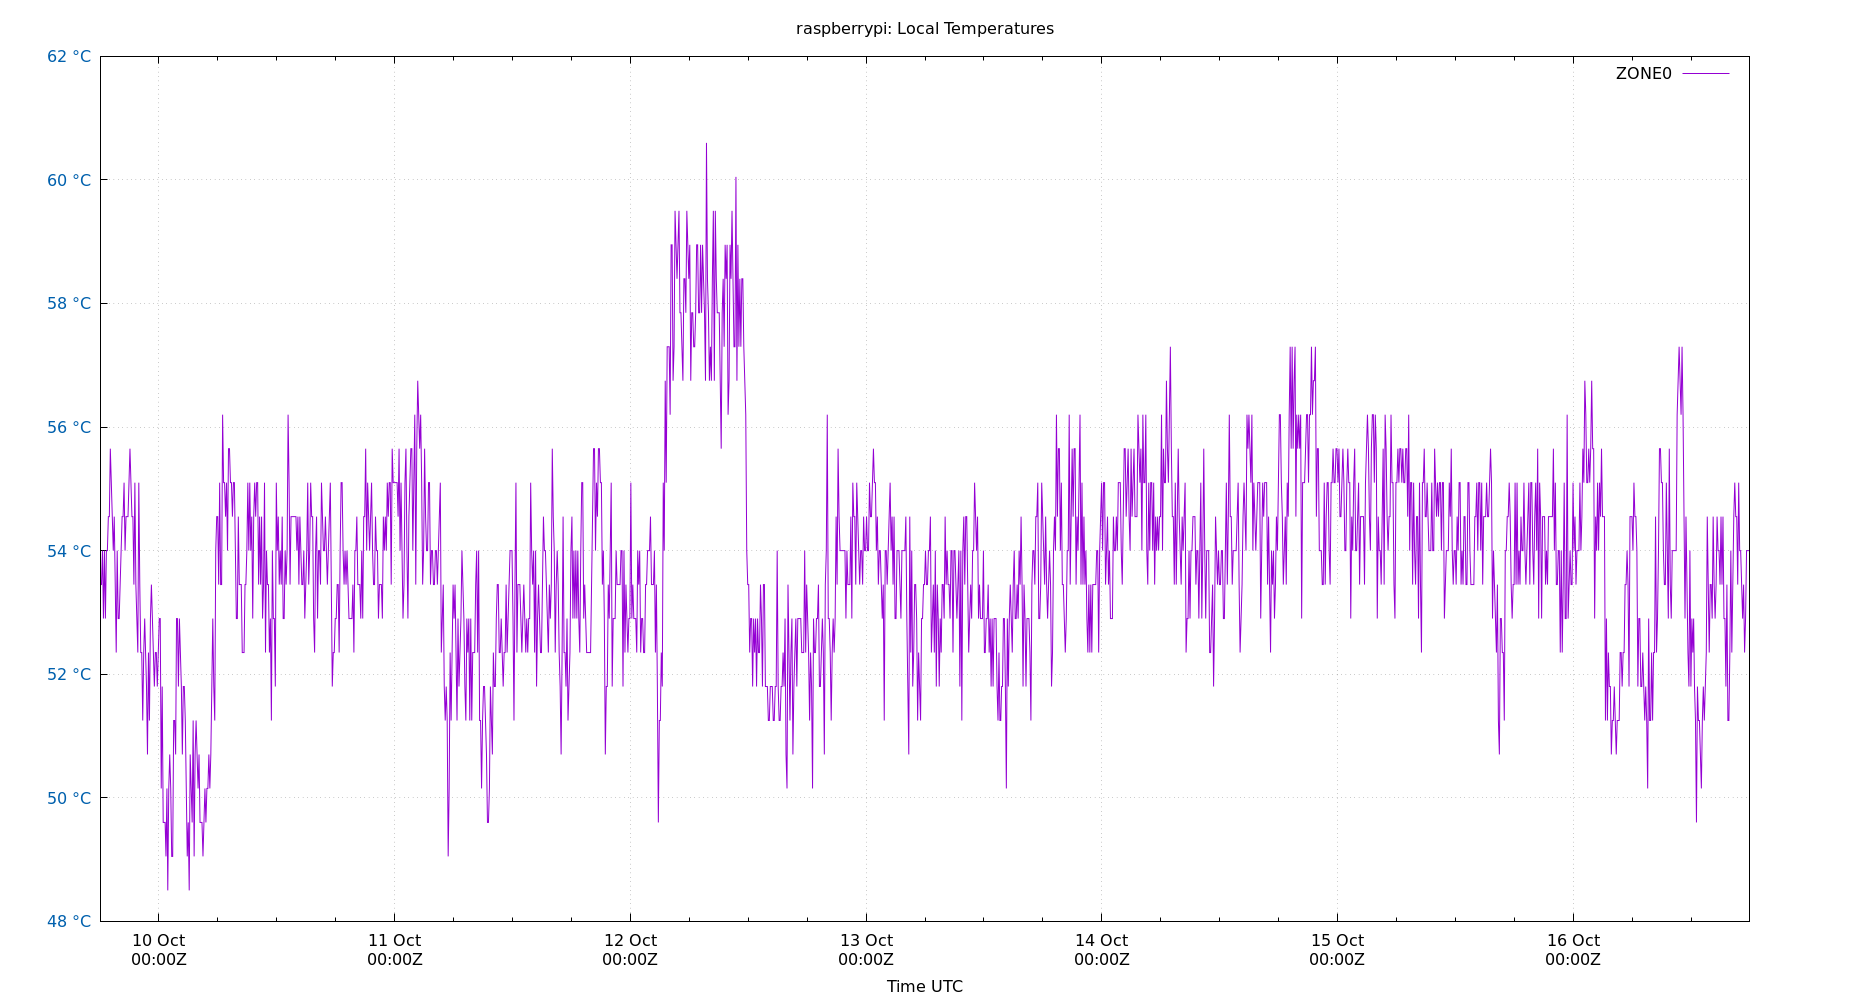 raspberrypi: Local Temperatures
62 °C
ZONE0
60 °C
58 °C
56 °C
54 °C
52 °C
50 °C
48 °C
10 Oct 11 Oct 12 Oct 13 Oct 14 Oct 15 Oct 16 Oct
00:00Z 00:00Z 00:00Z 00:00Z 00:00Z 00:00Z 00:00Z
Time UTC